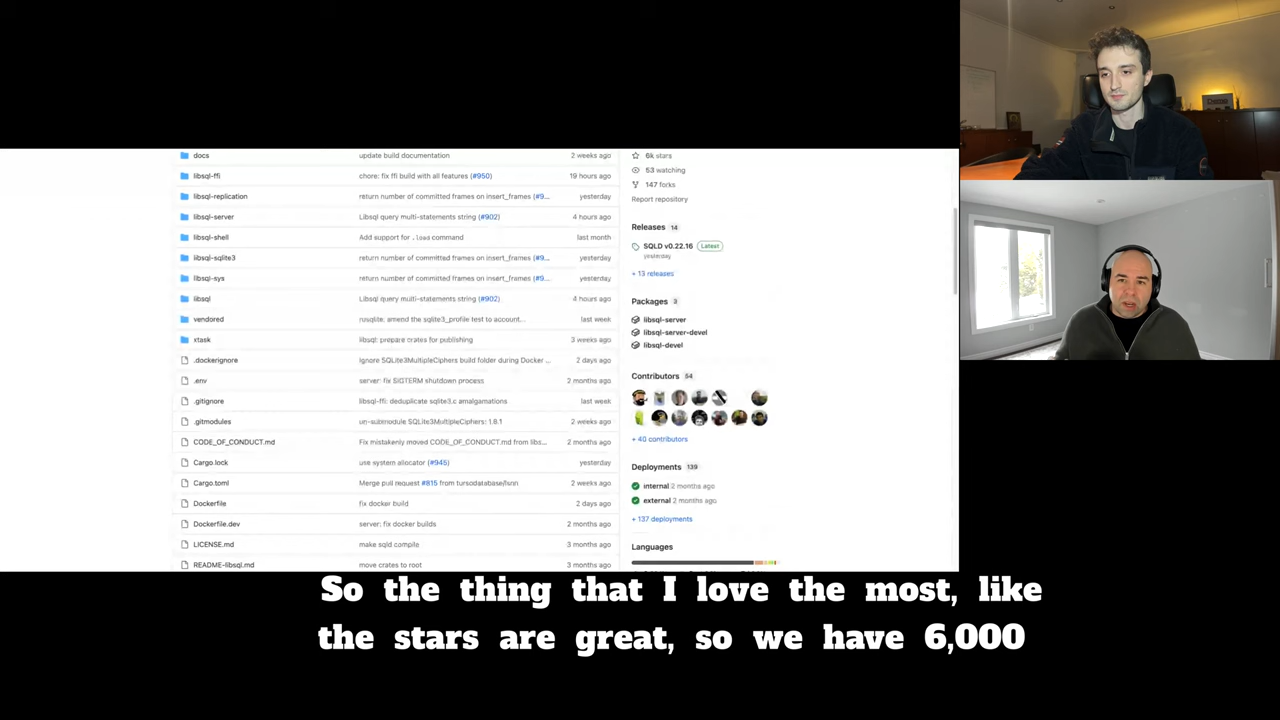 docs update build documentation 2 weeks ago
libsql-ffi chore: fix ffi build with all features (#950) 19 hours ago
libsql-replication return number of committed frames on insert_frames (#9... yesterday
libsql-server Libsql query multi-statements string (#902) 4 hours ago
libsql-shell Add support for .load command last month
libsql-sqlite3 return number of committed frames on insert_frames (#9... yesterday
libsql-sys return number of committed frames on insert_frames (#9... yesterday
libsql Libsql query multi-statements string (#902) 4 hours ago
vendored rusqlite: amend the sqlite3_profile test to account... last week
xtask libsql: prepare crates for publishing 3 weeks ago
.dockerignore ignore SQLite3MultipleCiphers build folder during Docker ... 2 days ago
.env server: fix SIGTERM shutdown process 2 months ago
.gitignore libsql-ffi: deduplicate sqlite3.c amalgamations last week
.gitmodules un-submodule SQLite3MultipleCiphers: 1.8.1 2 weeks ago
CODE_OF_CONDUCT.md Fix mistakenly moved CODE_OF_CONDUCT.md from libs... 2 months ago
Cargo.lock use system allocator (#945) yesterday
Cargo.toml Merge pull request #815 from tursodatabase/lsnn 2 weeks ago
Dockerfile fix docker build 2 days ago
Dockerfile.dev server: fix docker builds 2 months ago
LICENSE.md make sqld compile 3 months ago
README-libsql.md move crates to root 3 months ago
6k stars
53 watching
147 forks
Report repository
Releases 14
SQLD v0.22.16 Latest
yesterday
+ 13 releases
Packages 3
libsql-server
libsql-server-devel
libsql-devel
Contributors 54
+ 40 contributors
Deployments 139
internal 2 months ago
external 2 months ago
+ 137 deployments
Languages
So the thing that I love the most, like
the stars are great, so we have 6,000